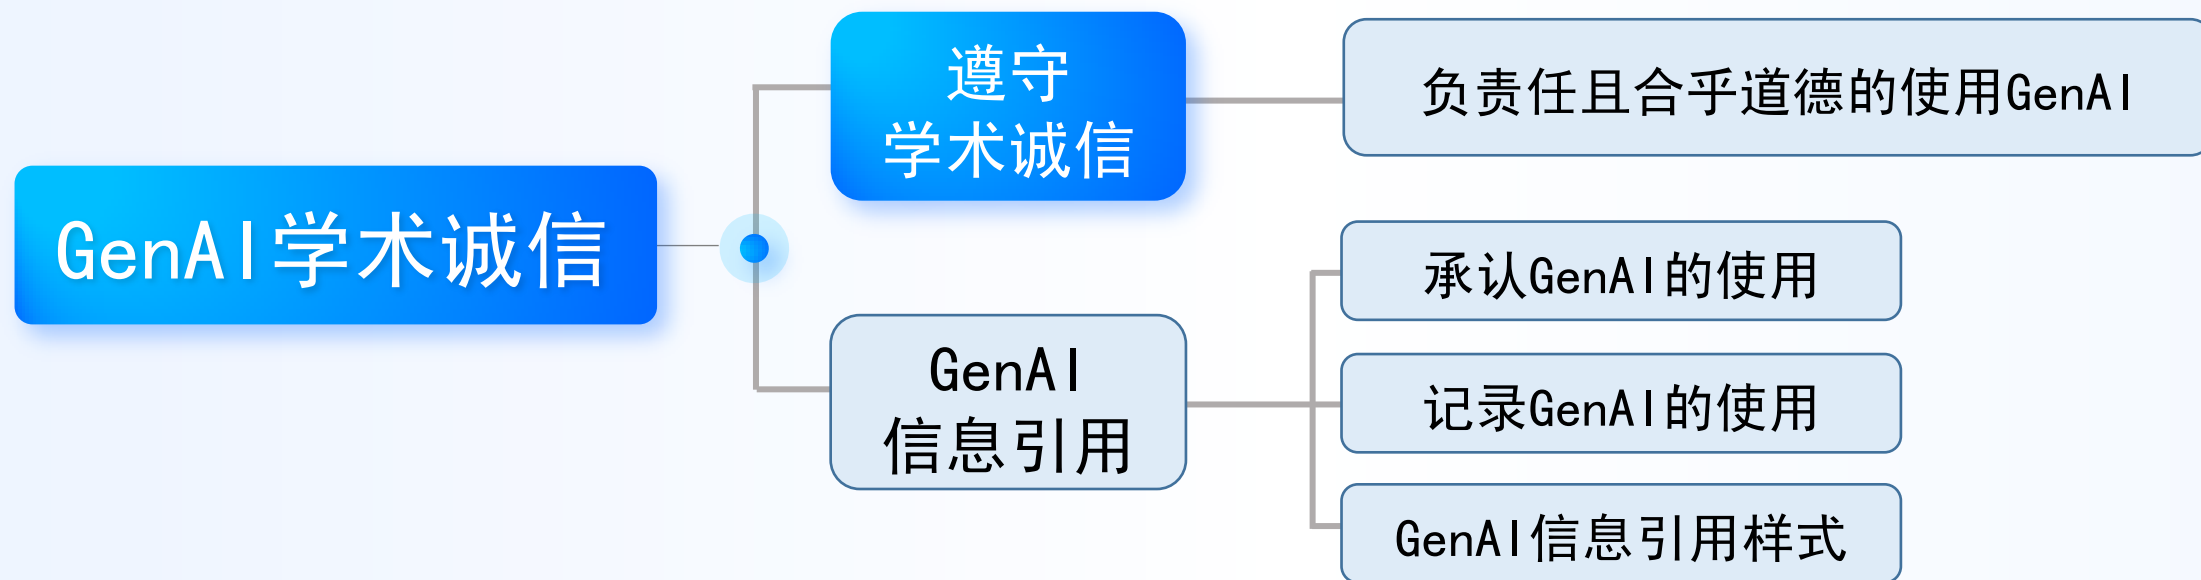 GenAI学术诚信
遵守
学术诚信
负责任且合乎道德的使用GenAI
GenAI
信息引用
承认GenAI的使用
记录GenAI的使用
GenAI信息引用样式